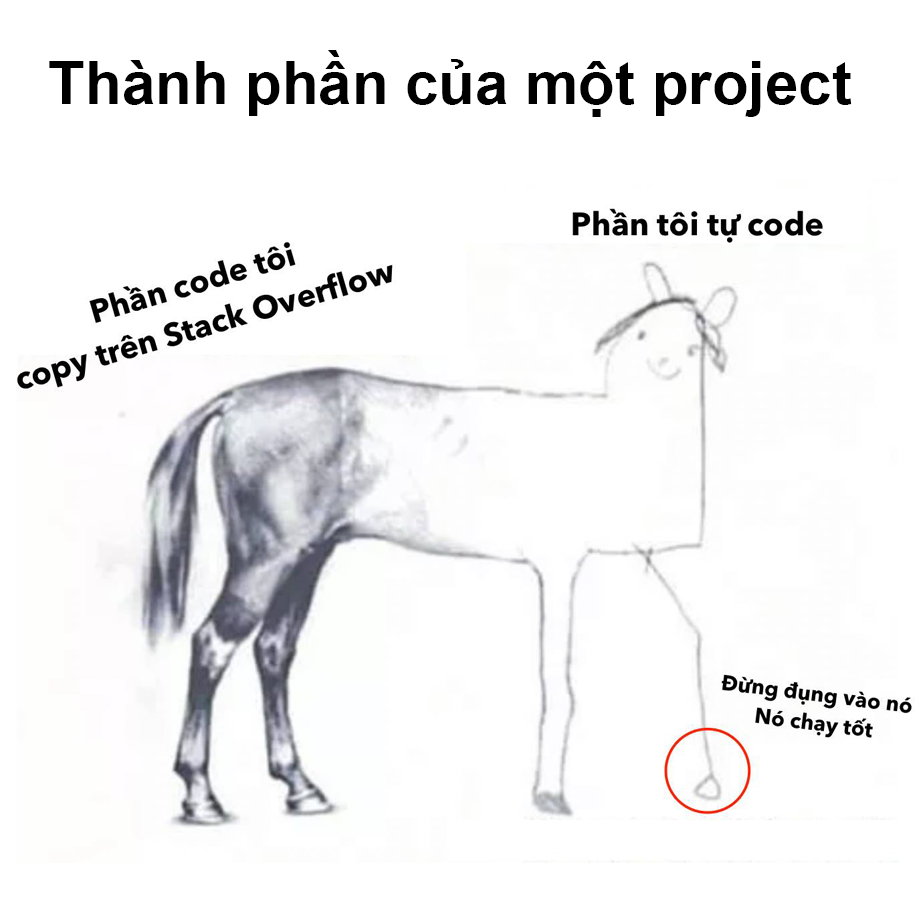 Thành phần của một project
Phần tôi tự code
Phần code tôi
copy trên Stack Overflow
Đừng đụng vào nó
Nó chạy tốt